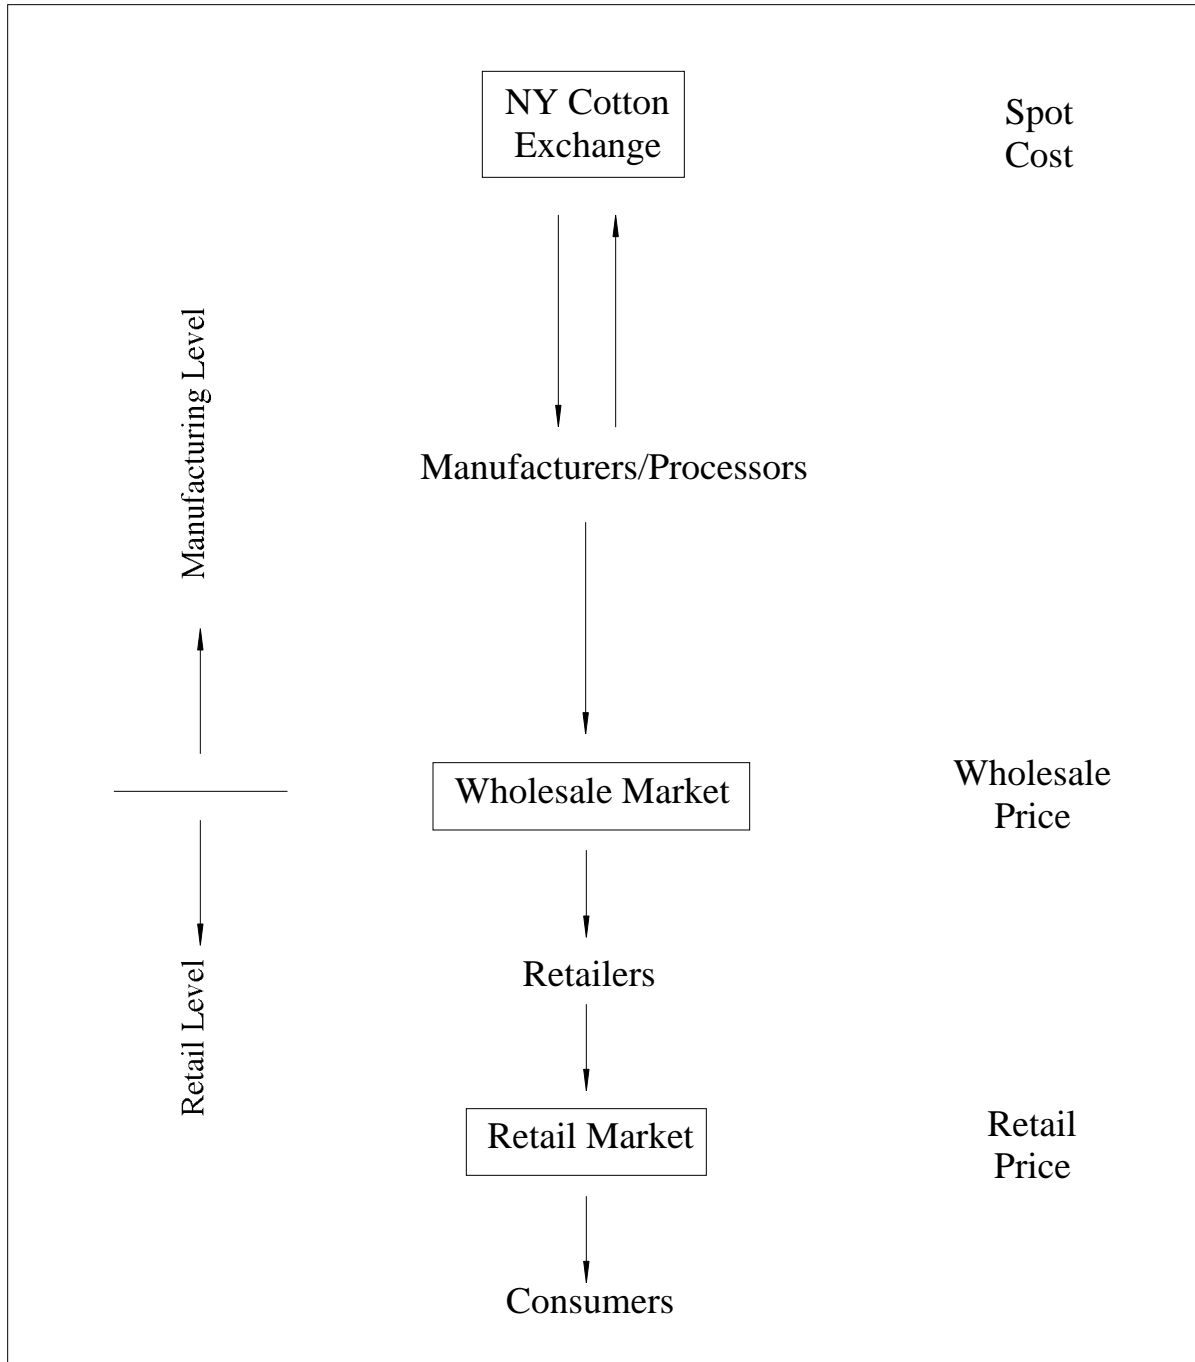 NY Cotton
Exchange
Spot
Cost
Manufacturing Level
Manufacturers/Processors
Wholesale Market
Wholesale
Price
Retail Level
Retailers
Retail Market
Retail
Price
Consumers